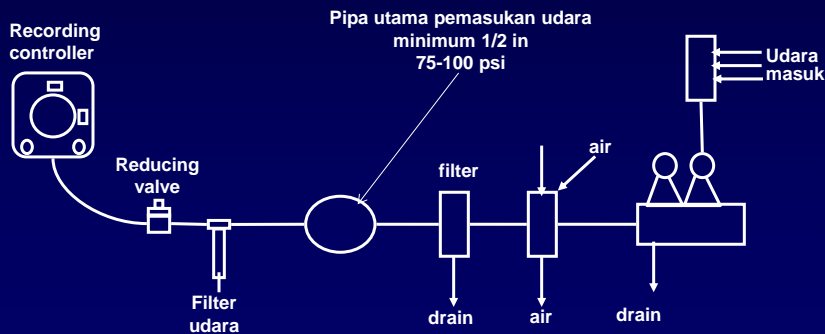 Recording
controller
Pipa utama pemasukan udara
minimum 1/2 in
75-100 psi
Udara
masuk
Reducing
valve
filter
air
Filter
udara
drain
air
drain